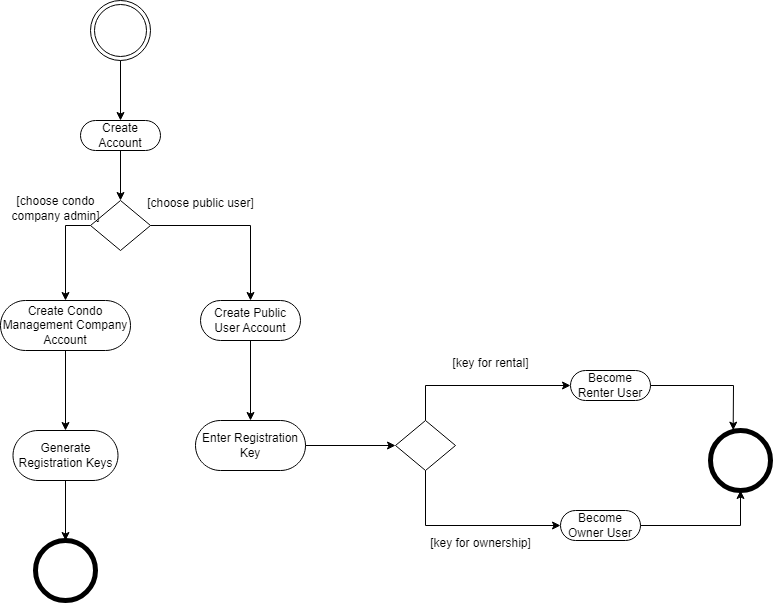 Create
Account
[choose condo
company admin]
[choose public user]
Create Condo
Management Company
Account
Create Public
User Account
Generate
Registration Keys
Enter Registration
Key
[key for rental]
Become
Renter User
[key for ownership]
Become
Owner User